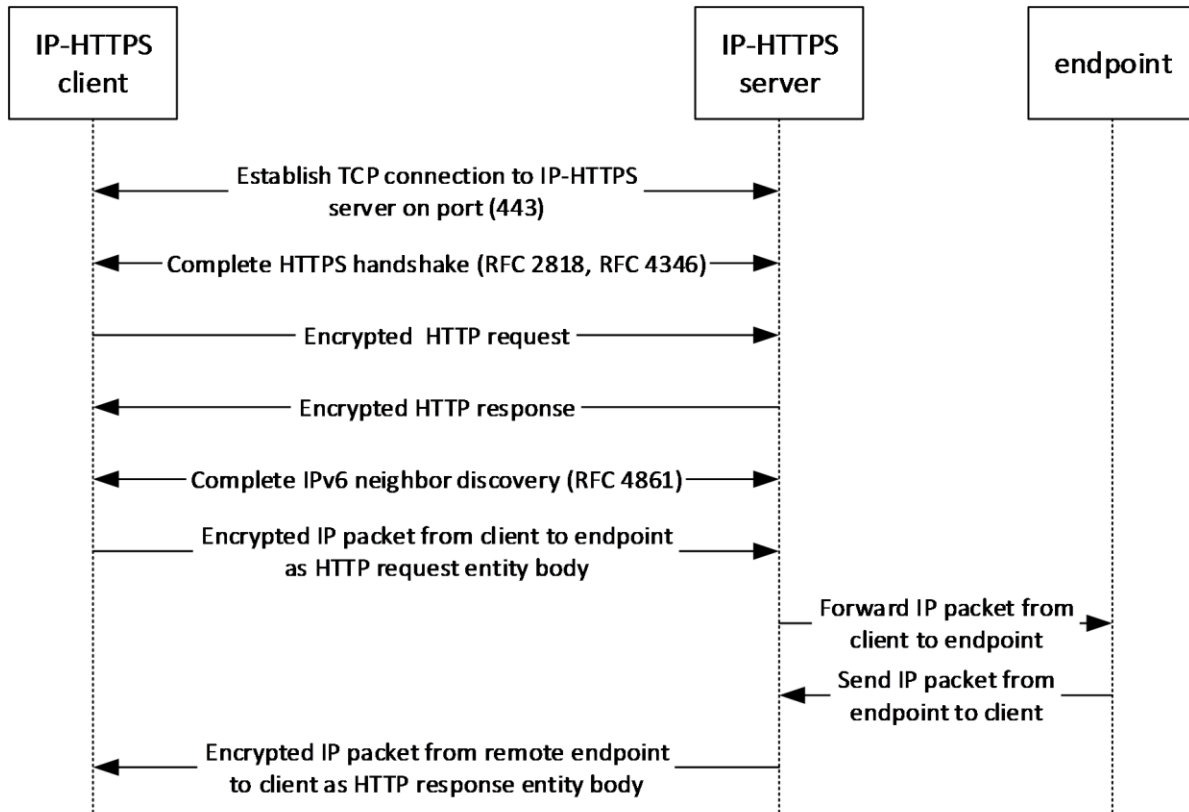 IP-HTTPS
client
IP-HTTPS
server
endpoint
Establish TCP connection to IP-HTTPS
server on port (443)
Complete HTTPS handshake (RFC 2818, RFC 4346)
Encrypted  HTTP request
Encrypted HTTP response
Complete IPv6 neighbor discovery (RFC 4861)
Encrypted IP packet from client to endpoint
as HTTP request entity body
Forward IP packet from
client to endpoint
Send IP packet from
endpoint to client
Encrypted IP packet from remote endpoint
to client as HTTP response entity body